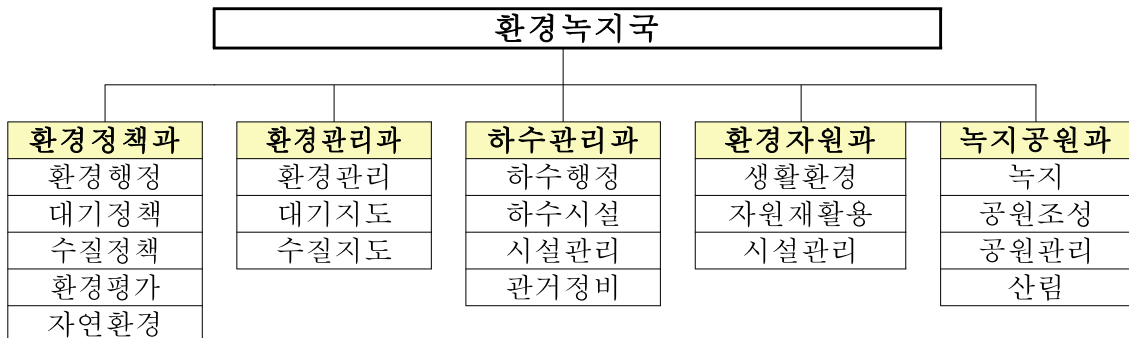 환경녹지국
환경정책과
환경행정
대기정책
수질정책
환경평가
자연환경
환경관리과
환경관리
대기지도
수질지도
하수관리과
하수행정
하수시설
시설관리
관거정비
환경자원과
생활환경
자원재활용
시설관리
녹지공원과
녹지
공원조성
공원관리
산림